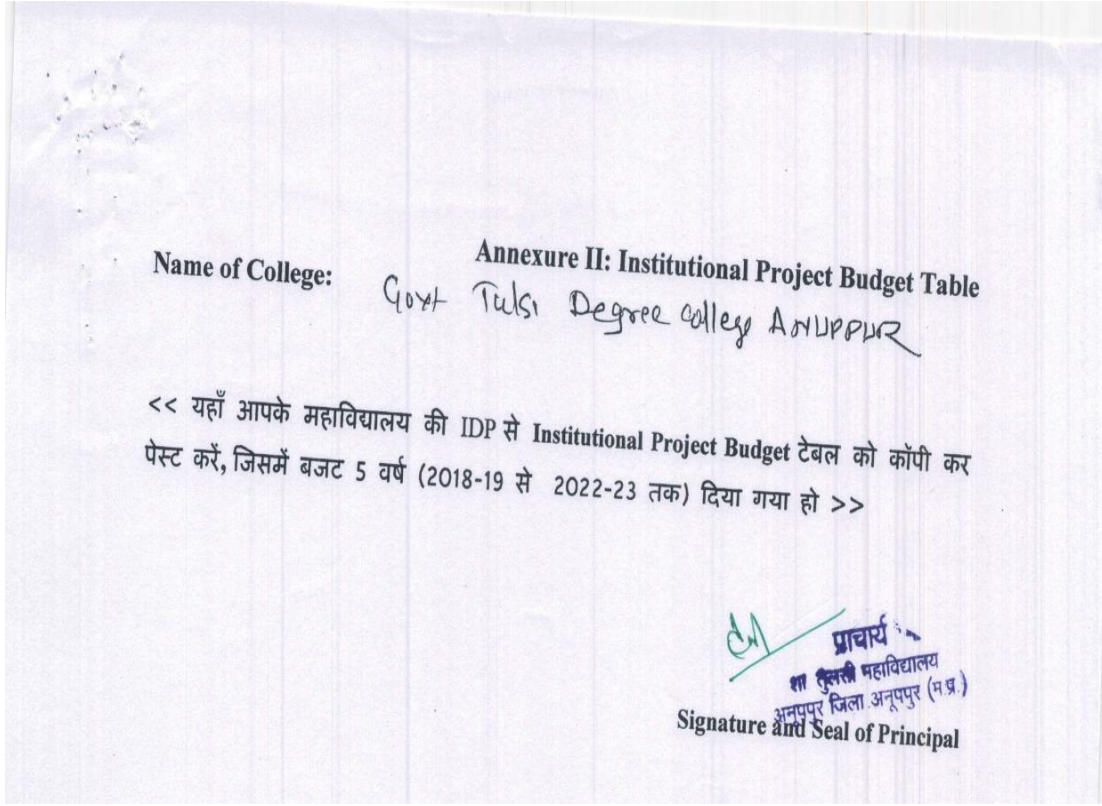 Annexure II: Institutional Project Budget Table
Name of College: Govt Tulsi Degree College ANUPPUR
<< यहाँ आपके महाविद्यालय की IDP से Institutional Project Budget टेबल को कॉपी कर
पेस्ट करें, जिसमें बजट 5 वर्ष (2018-19 से 2022-23 तक) दिया गया हो >>
प्राचार्य
शा तुलसी महाविद्यालय
अनूपपुर जिला अनूपपुर (म.प्र.)
Signature and Seal of Principal